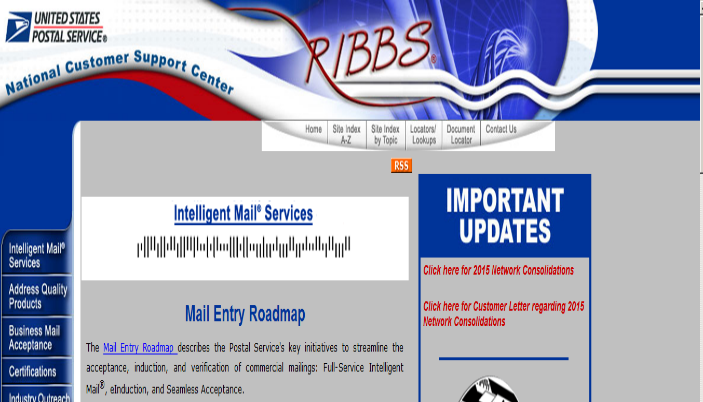 UNITED STATES
POSTAL SERVICE®
National Customer Support Center
RIBBS®
Home
Site Index
A-Z
Site Index
by Topic
Locators/
Lookups
Document
Locator
Contact Us
RSS
Intelligent Mail® Services
IMPORTANT
UPDATES
Click here for 2015 Network Consolidations
Click here for Customer Letter regarding 2015
Network Consolidations
Intelligent Mail®
Services
Address Quality
Products
Business Mail
Acceptance
Certifications
Industry Outreach
Mail Entry Roadmap
The Mail Entry Roadmap describes the Postal Service's key initiatives to streamline the
acceptance, induction, and verification of commercial mailings: Full-Service Intelligent
Mail®, eInduction, and Seamless Acceptance.